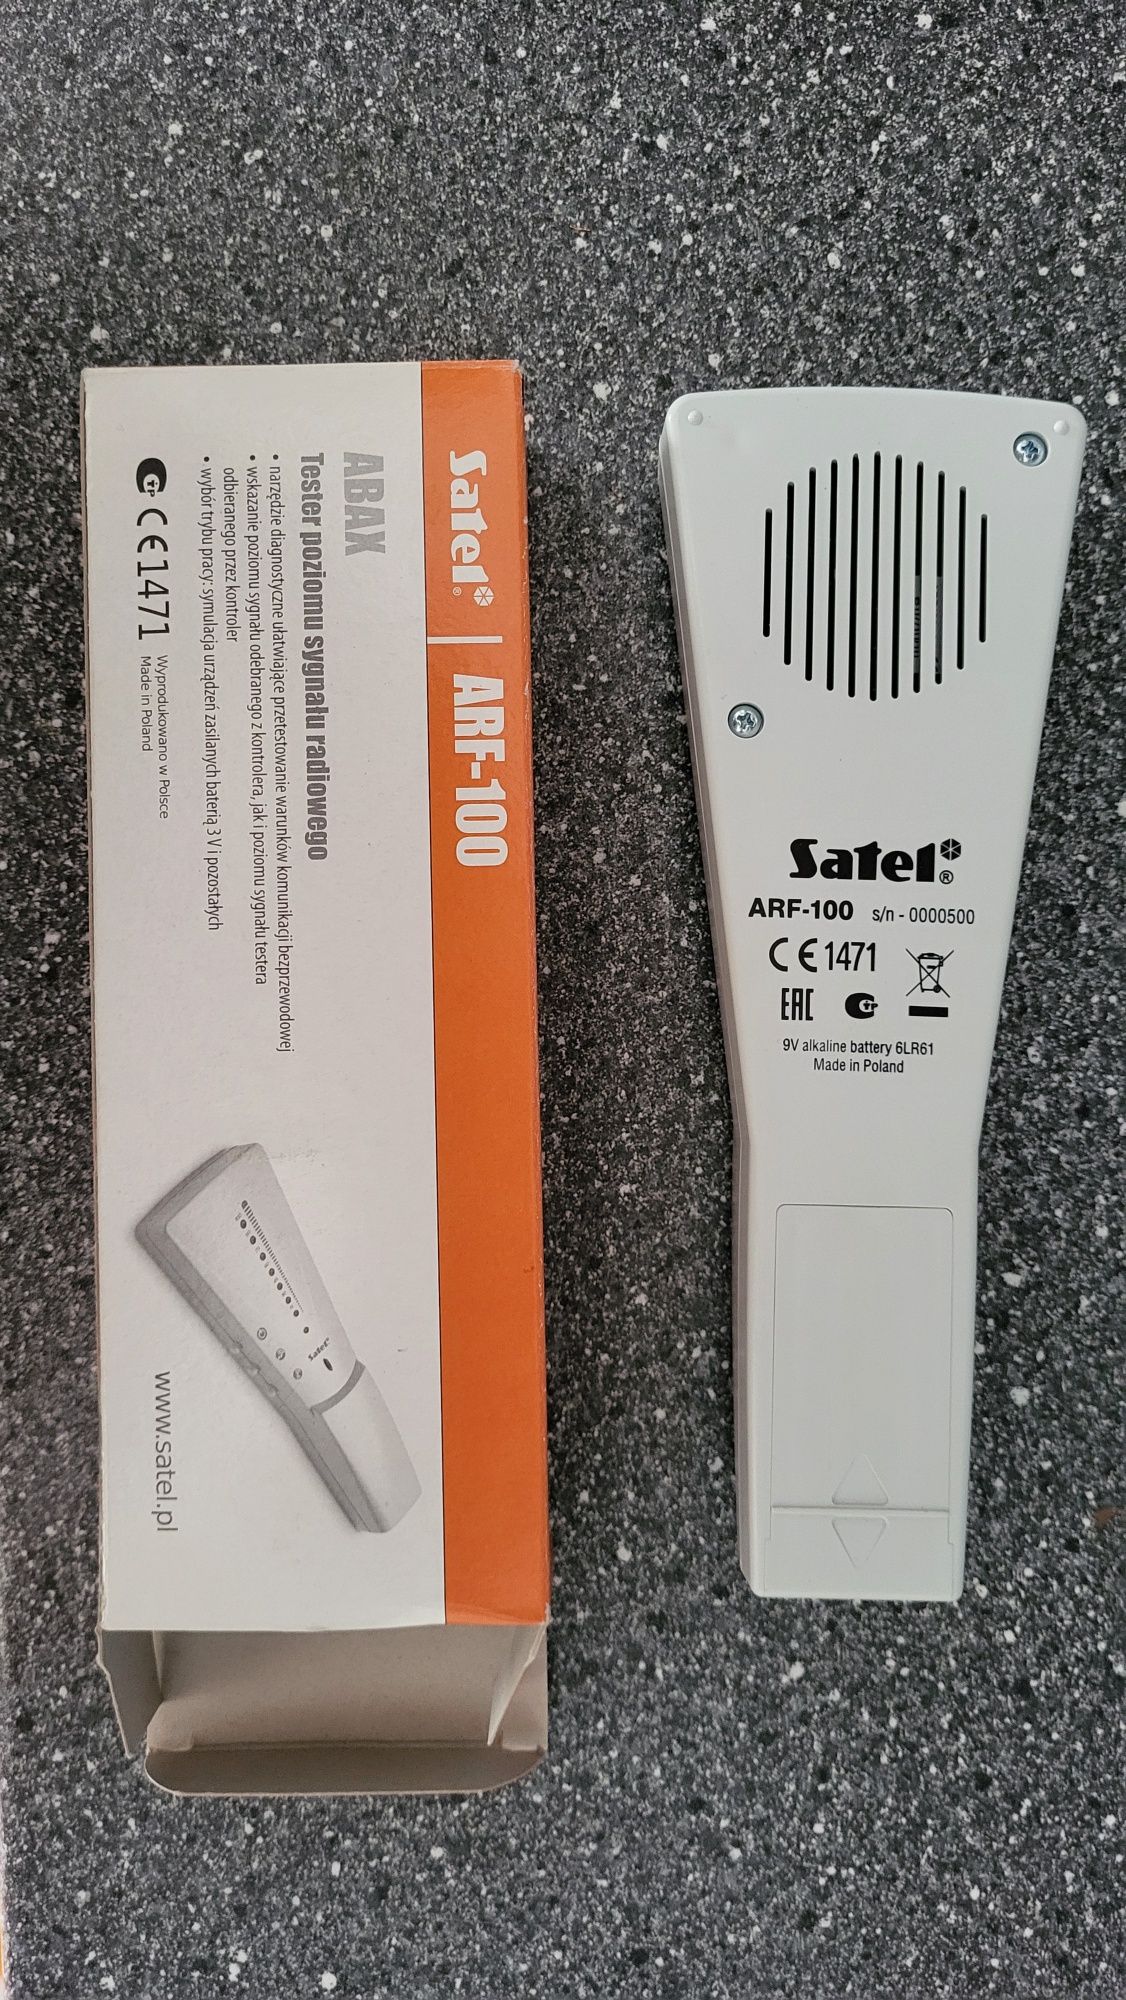 Satel® | ARF-100
ABAX
Tester poziomu sygnału radiowego
• narzędzie diagnostyczne ułatwiające przetestowanie warunków komunikacji bezprzewodowej
• wskazanie poziomu sygnału odebranego z kontrolera, jak i poziomu sygnału testera
odbieranego przez kontroler
• wybór trybu pracy: symulacja urządzeń zasilanych baterią 3 V i pozostałych
CE1471
Wyprodukowano w Polsce
Made in Poland
Satel
www.satel.pl
Satel®
ARF-100 s/n - 0000500
CE1471
EAC
9V alkaline battery 6LR61
Made in Poland